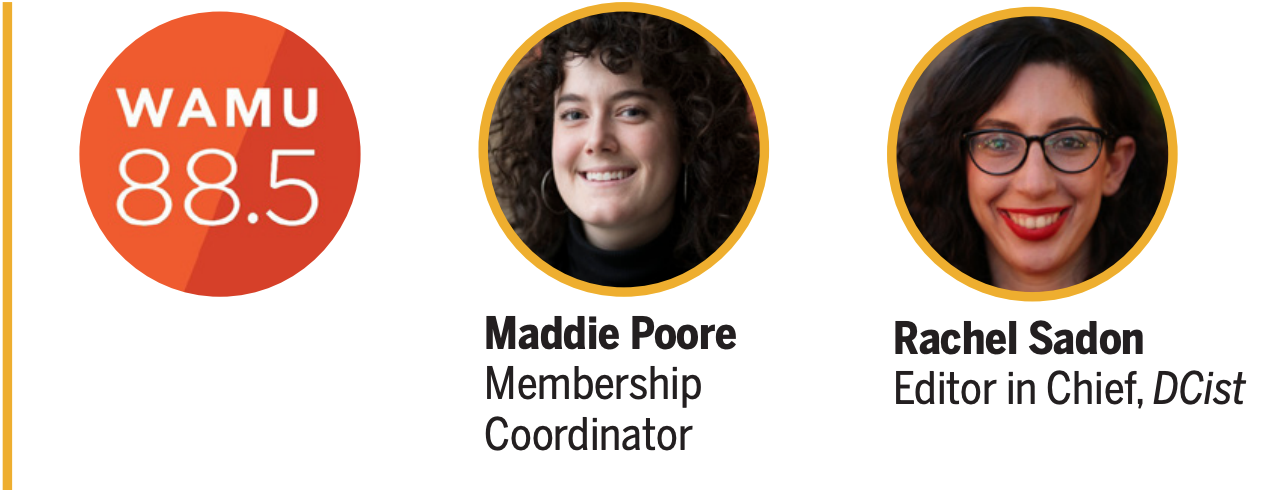 WAMU
88.5
Maddie Poore
Membership
Coordinator
Rachel Sadon
Editor in Chief, DCist